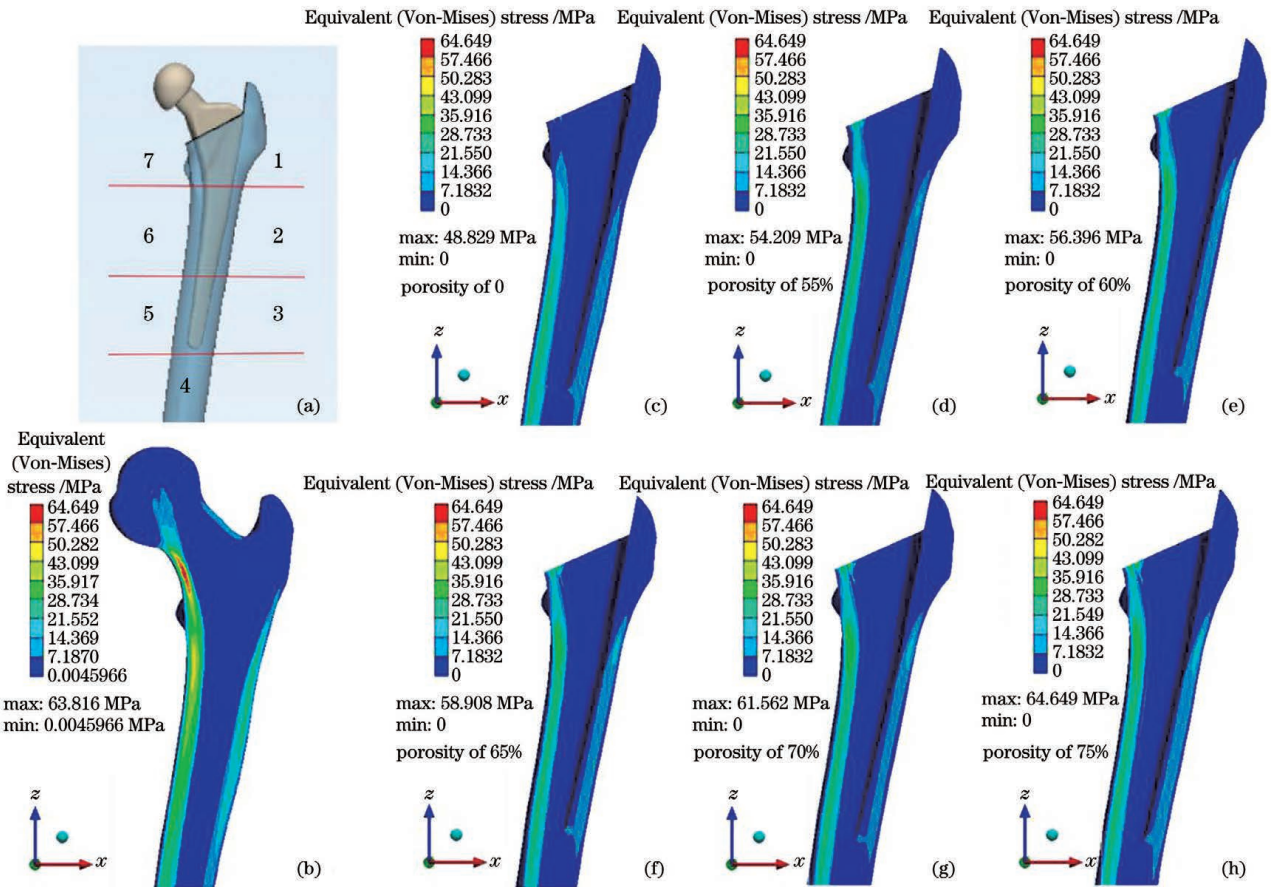 7
1
6
2
5
3
4
(a)
Equivalent (Von-Mises) stress /MPa
64.649
57.466
50.283
43.099
35.916
28.733
21.550
14.366
7.1832
0
max: 48.829 MPa
min: 0
porosity of 0
z
x
(c)
Equivalent (Von-Mises) stress /MPa
64.649
57.466
50.283
43.099
35.916
28.733
21.550
14.366
7.1832
0
max: 54.209 MPa
min: 0
porosity of 55%
z
x
(d)
Equivalent (Von-Mises) stress /MPa
64.649
57.466
50.283
43.099
35.916
28.733
21.550
14.366
7.1832
0
max: 56.396 MPa
min: 0
porosity of 60%
z
x
(e)
Equivalent
(Von-Mises)
stress /MPa
64.649
57.466
50.282
43.099
35.917
28.734
21.552
14.369
7.1870
0.0045966
max: 63.816 MPa
min: 0.0045966 MPa
z
x
(b)
Equivalent (Von-Mises) stress /MPa
64.649
57.466
50.283
43.099
35.916
28.733
21.550
14.366
7.1832
0
max: 58.908 MPa
min: 0
porosity of 65%
z
x
(f)
Equivalent (Von-Mises) stress /MPa
64.649
57.466
50.283
43.099
35.916
28.733
21.550
14.366
7.1832
0
max: 61.562 MPa
min: 0
porosity of 70%
z
x
(g)
Equivalent (Von-Mises) stress /MPa
64.649
57.466
50.282
43.099
35.916
28.733
21.549
14.366
7.1832
0
max: 64.649 MPa
min: 0
porosity of 75%
z
x
(h)